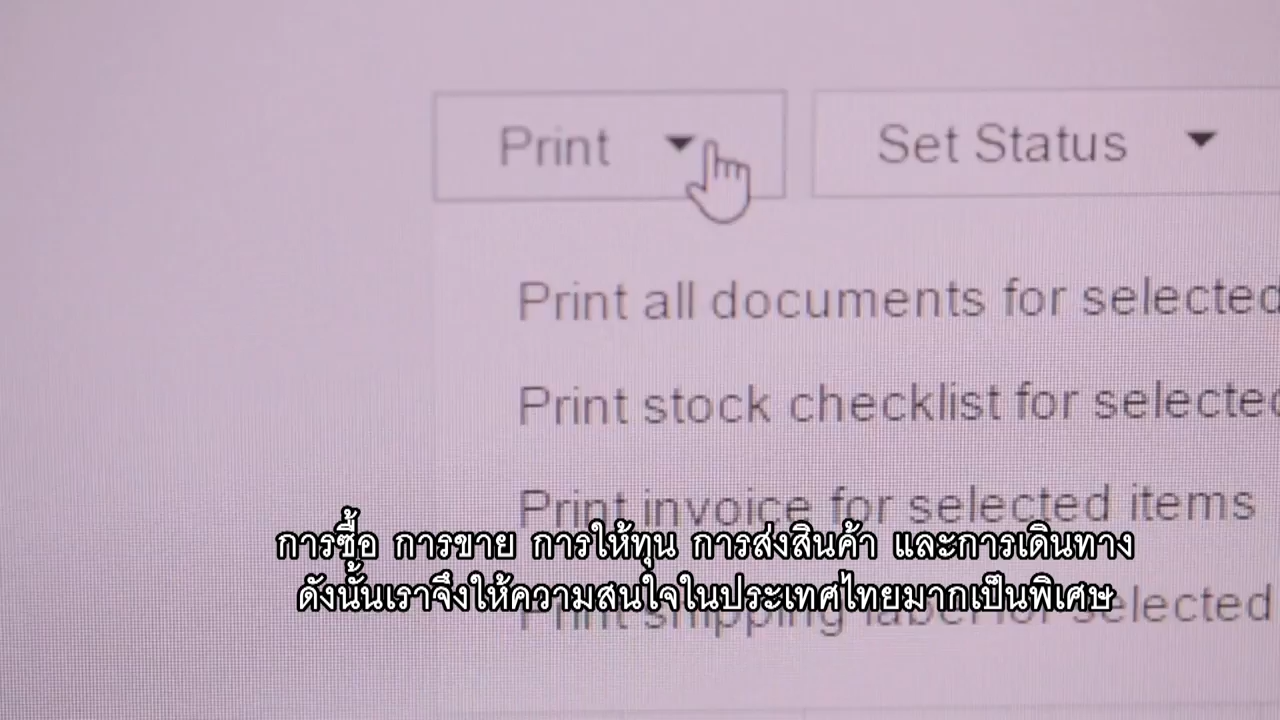 Print
Set Status
Print all documents for selected
Print stock checklist for selected
Print invoice for selected items
การซื้อ การขาย การให้ทุน การส่งสินค้า และการเดินทาง
ดังนั้นเราจึงให้ความสนใจในประเทศไทยมากเป็นพิเศษ
Print shipping label for selected